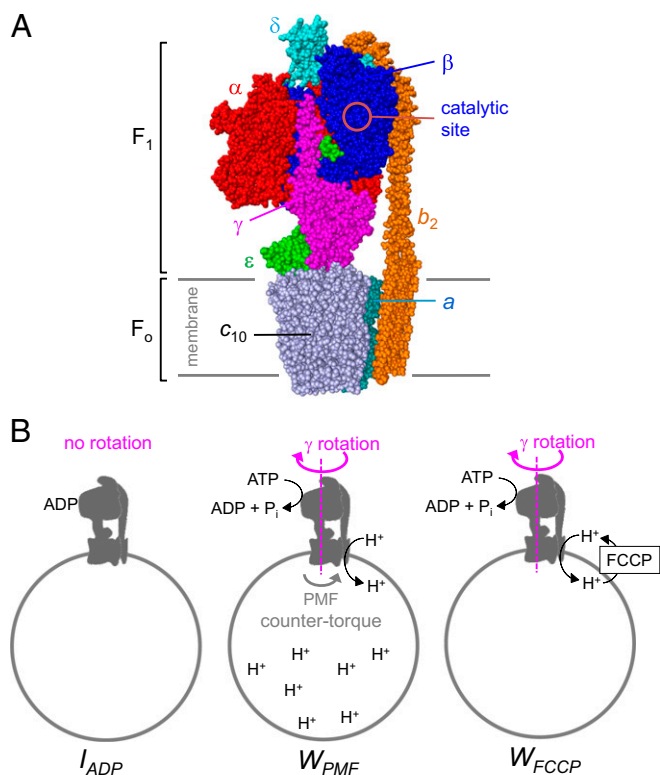 A
δ
β
α
F1
catalytic
site
γ
b2
ε
membrane
a
Fo
c10
B
no rotation
γ rotation
γ rotation
ATP
ATP
ADP
ADP + Pi
ADP + Pi
H+
H+
FCCP
H+
H+
PMF
counter-torque
H+
H+
H+
H+
H+
H+
IADP
WPMF
WFCCP